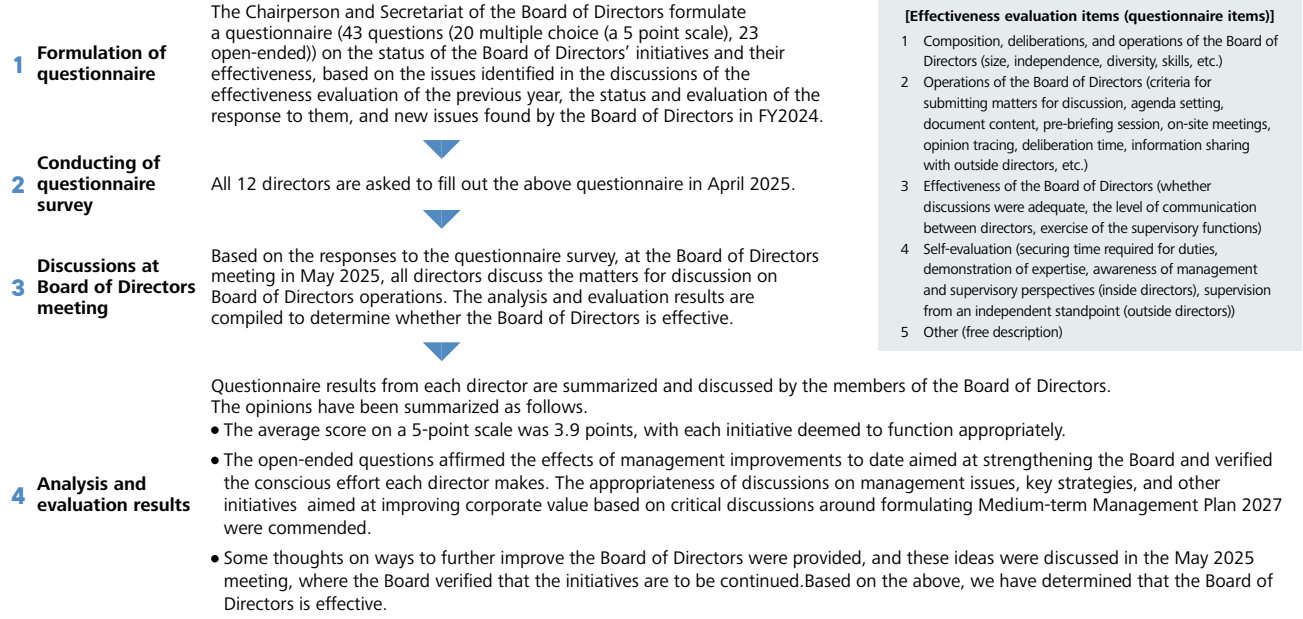 1 Formulation of
questionnaire
The Chairperson and Secretariat of the Board of Directors formulate
a questionnaire (43 questions (20 multiple choice (a 5 point scale), 23
open-ended)) on the status of the Board of Directors’ initiatives and their
effectiveness, based on the issues identified in the discussions of the
effectiveness evaluation of the previous year, the status and evaluation of the
response to them, and new issues found by the Board of Directors in FY2024.
2 Conducting of
questionnaire
survey
All 12 directors are asked to fill out the above questionnaire in April 2025.
3 Discussions at
Board of Directors
meeting
Based on the responses to the questionnaire survey, at the Board of Directors
meeting in May 2025, all directors discuss the matters for discussion on
Board of Directors operations. The analysis and evaluation results are
compiled to determine whether the Board of Directors is effective.
[Effectiveness evaluation items (questionnaire items)]
1 Composition, deliberations, and operations of the Board of
Directors (size, independence, diversity, skills, etc.)
2 Operations of the Board of Directors (criteria for
submitting matters for discussion, agenda setting,
document content, pre-briefing session, on-site meetings,
opinion tracing, deliberation time, information sharing
with outside directors, etc.)
3 Effectiveness of the Board of Directors (whether
discussions were adequate, the level of communication
between directors, exercise of the supervisory functions)
4 Self-evaluation (securing time required for duties,
demonstration of expertise, awareness of management
and supervisory perspectives (inside directors), supervision
from an independent standpoint (outside directors))
5 Other (free description)
4 Analysis and
evaluation results
Questionnaire results from each director are summarized and discussed by the members of the Board of Directors.
The opinions have been summarized as follows.
• The average score on a 5-point scale was 3.9 points, with each initiative deemed to function appropriately.
• The open-ended questions affirmed the effects of management improvements to date aimed at strengthening the Board and verified
the conscious effort each director makes. The appropriateness of discussions on management issues, key strategies, and other
initiatives aimed at improving corporate value based on critical discussions around formulating Medium-term Management Plan 2027
were commended.
• Some thoughts on ways to further improve the Board of Directors were provided, and these ideas were discussed in the May 2025
meeting, where the Board verified that the initiatives are to be continued.Based on the above, we have determined that the Board of
Directors is effective.